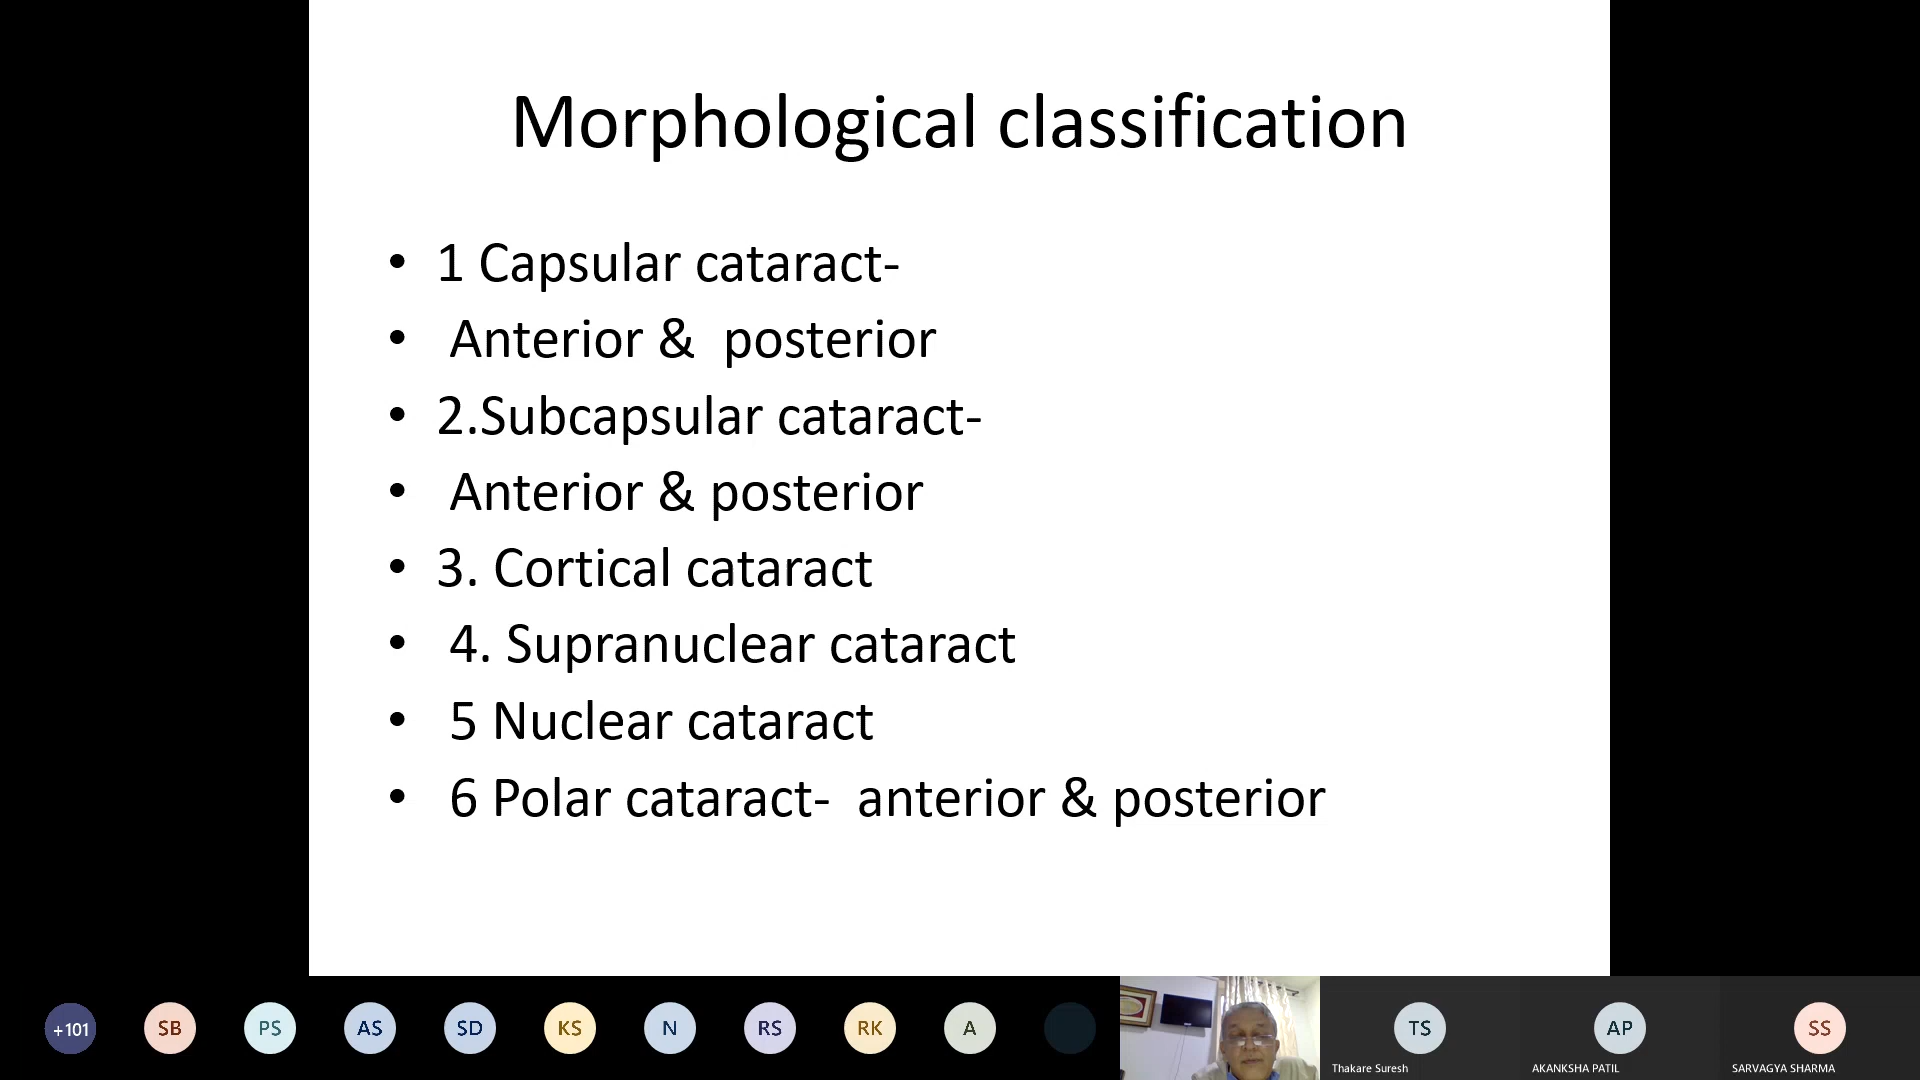 Morphological classification
• 1 Capsular cataract-
• Anterior & posterior
• 2.Subcapsular cataract-
• Anterior & posterior
• 3. Cortical cataract
• 4. Supranuclear cataract
• 5 Nuclear cataract
• 6 Polar cataract- anterior & posterior
+101 SB PS AS SD KS N RS RK A TS AP SS
Thakare Suresh AKANKSHA PATIL SARVAGYA SHARMA